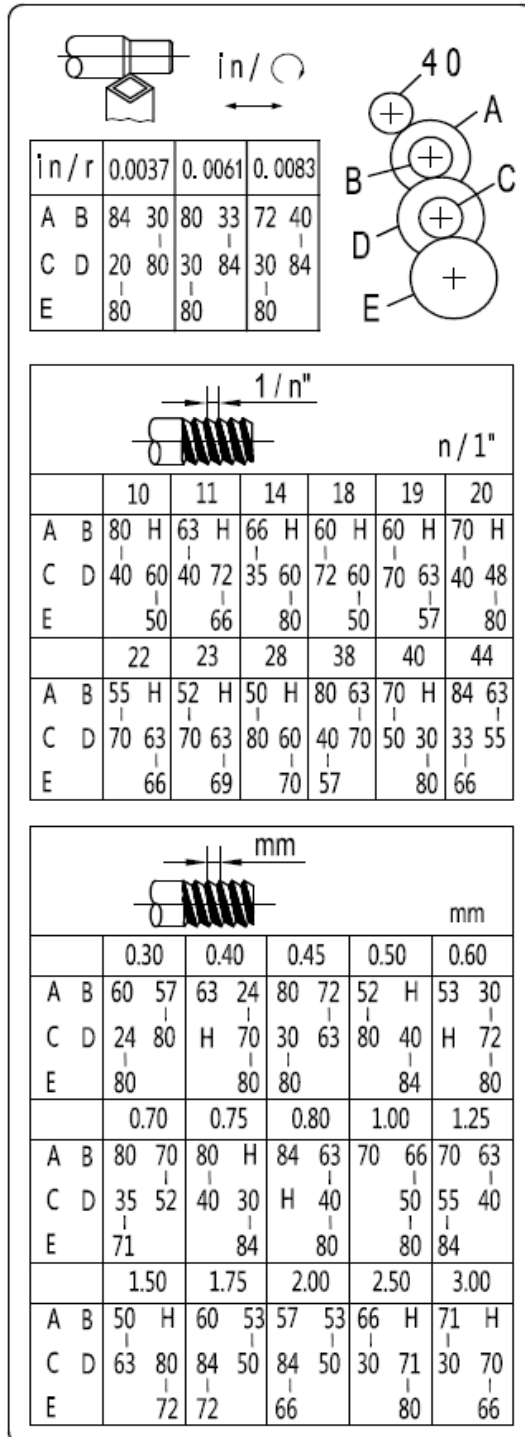 in/
40
A
B
C
D
E
in/r 0.0037 0.0061 0.0083
A B 84 30 80 33 72 40
C D 20 80 30 84 30 84
E 80 80 80
1/n"
n/1"
10 11 14 18 19 20
A B 80 H 63 H 66 H 60 H 60 H 70 H
C D 40 60 40 72 35 60 72 60 70 63 40 48
E 50 66 80 50 57 80
22 23 28 38 40 44
A B 55 H 52 H 50 H 80 63 70 H 84 63
C D 70 63 70 63 80 60 40 70 50 30 33 55
E 66 69 70 57 80 66
mm
mm
0.30 0.40 0.45 0.50 0.60
A B 60 57 63 24 80 72 52 H 53 30
C D 24 80 H 70 30 63 80 40 H 72
E 80 80 80 84 80
0.70 0.75 0.80 1.00 1.25
A B 80 70 80 H 84 63 70 66 70 63
C D 35 52 40 30 H 40 50 55 40
E 71 84 80 80 84
1.50 1.75 2.00 2.50 3.00
A B 50 H 60 53 57 53 66 H 71 H
C D 63 80 84 50 84 50 30 71 30 70
E 72 72 66 80 66